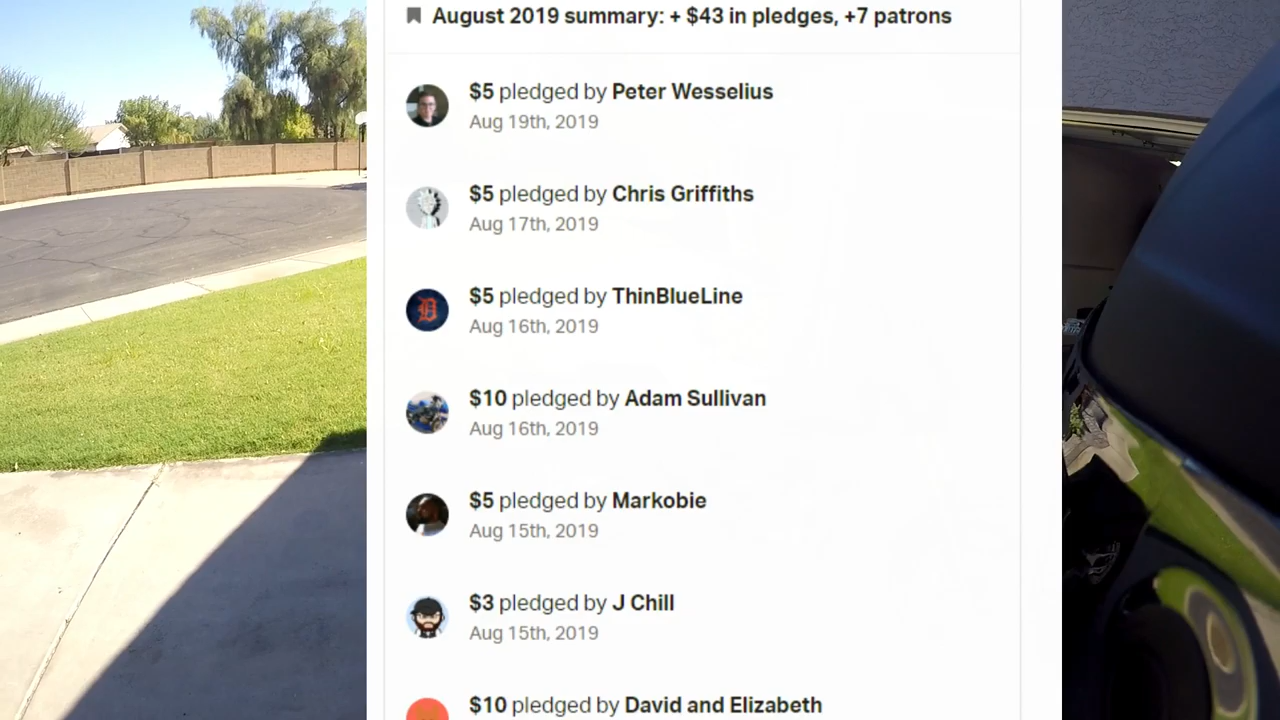 August 2019 summary: + $43 in pledges, +7 patrons
$5 pledged by Peter Wesselius
Aug 19th, 2019
$5 pledged by Chris Griffiths
Aug 17th, 2019
$5 pledged by ThinBlueLine
Aug 16th, 2019
$10 pledged by Adam Sullivan
Aug 16th, 2019
$5 pledged by Markobie
Aug 15th, 2019
$3 pledged by J Chill
Aug 15th, 2019
$10 pledged by David and Elizabeth